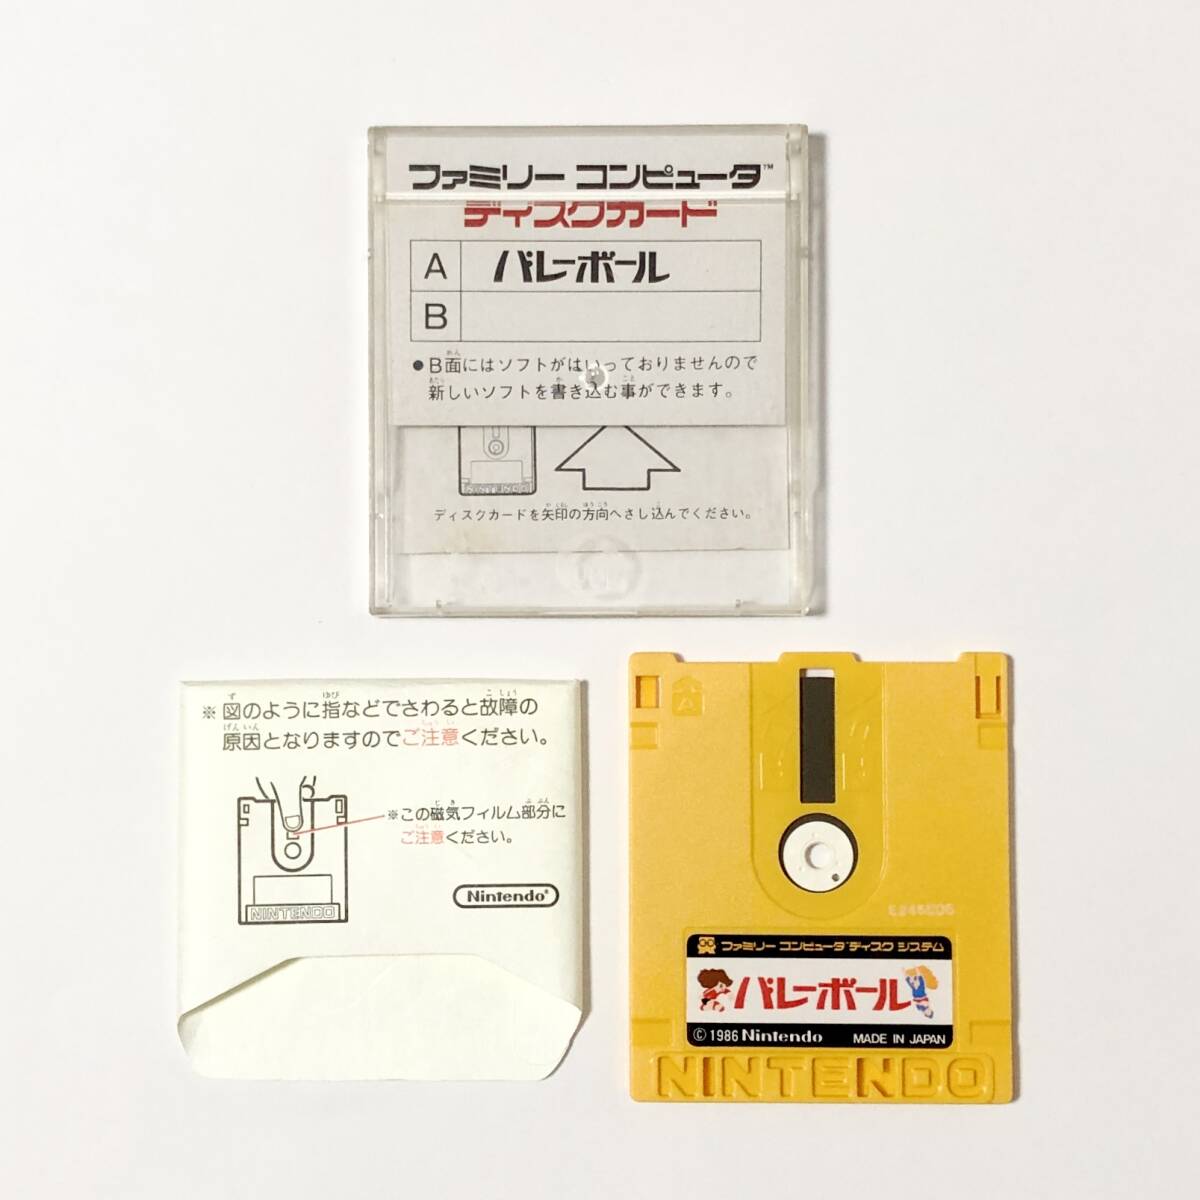 ファミリー コンピュータ™
ディスクカード
A バレーボール
B
● B面にはソフトがはいっておりませんので
新しいソフトを書き込む事ができます。
NINTENDO
ディスクカードを矢印の方向へさし込んでください。
※ 図のように指などでさわると故障の
原因となりますのでご注意ください。
※この磁気フィルム部分に
ご注意ください。
NINTENDO
Nintendo®
A
ファミリー コンピュータ™ ディスク システム
バレーボール
© 1986 Nintendo MADE IN JAPAN
NINTENDO